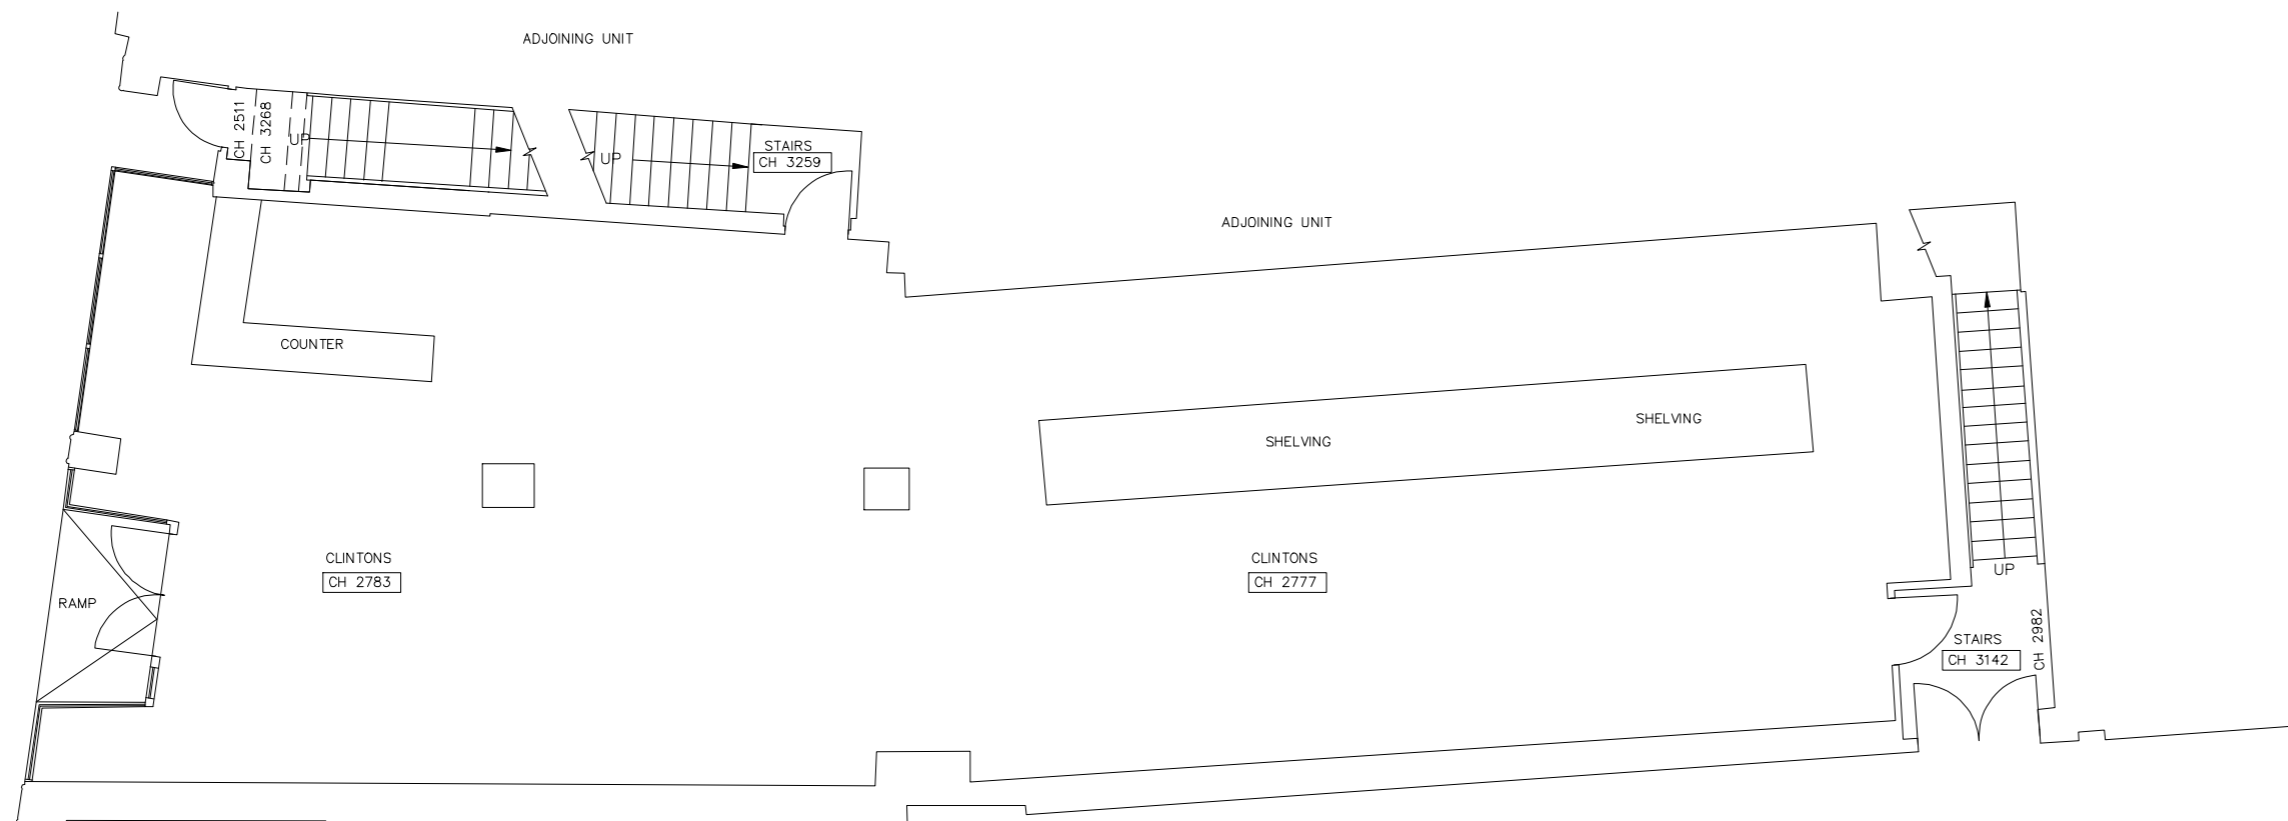 ADJOINING UNIT
CH 2511
CH 3268
UP
UP
STAIRS
CH 3259
ADJOINING UNIT
COUNTER
SHELVING
SHELVING
CLINTONS
CH 2783
CLINTONS
CH 2777
RAMP
UP
STAIRS
CH 3142
CH 2982